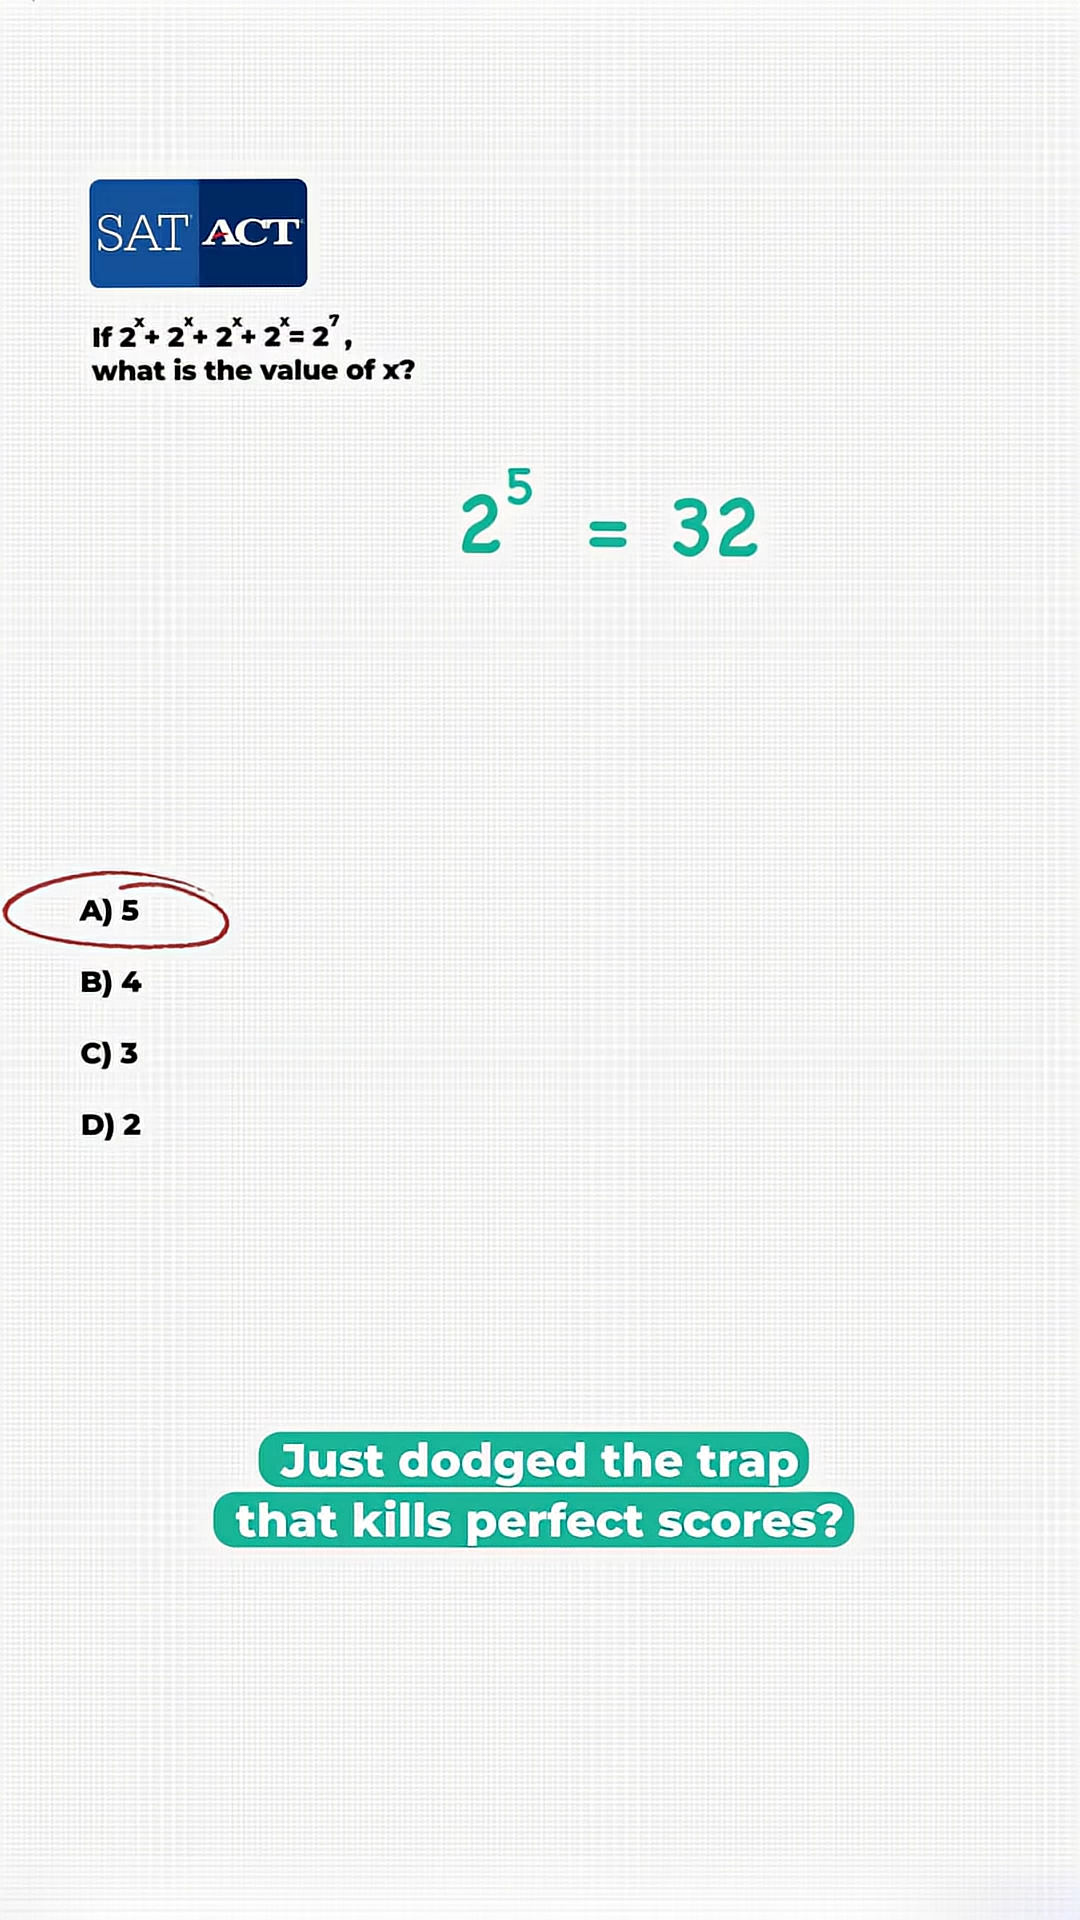 SAT ACT
If 2ˣ+ 2ˣ+ 2ˣ+ 2ˣ= 2⁷,
what is the value of x?
2⁵ = 32
A) 5
B) 4
C) 3
D) 2
Just dodged the trap
that kills perfect scores?